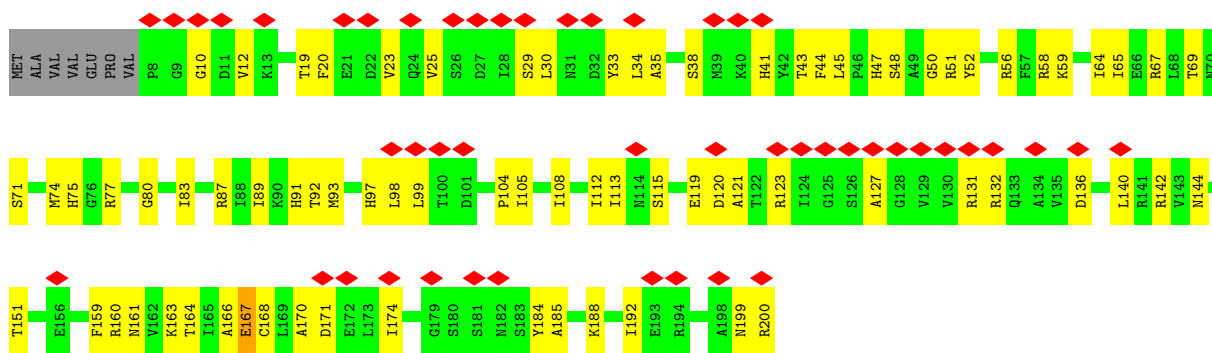 MET ALA VAL VAL GLU PRO VAL P8 G9 G10 D11 V12 K13 T19 F20 E21 D22 V23 Q24 V25 S26 D27 I28 S29 L30 N31 D32 Y33 L34 A35 S38 M39 K40 H41 Y42 T43 F44 L45 P46 H47 S48 A49 G50 R51 Y52 R56 F57 R58 K59 I64 I65 E66 R67 L68 T69 N70
S71 M74 H75 G76 R77 G80 I83 R87 I88 I89 K90 H91 T92 M93 H97 L98 L99 T100 D101 P104 I105 I108 I112 I113 N114 S115 E119 D120 A121 T122 R123 I124 G125 S126 A127 G128 V129 V130 R131 R132 Q133 A134 V135 D136 L140 R141 R142 V143 N144
T151 E156 F159 R160 N161 V162 K163 T164 I165 A166 E167 C168 L169 A170 D171 E172 L173 I174 G179 S180 S181 N182 S183 Y184 A185 K188 I192 E193 R194 A198 N199 R200